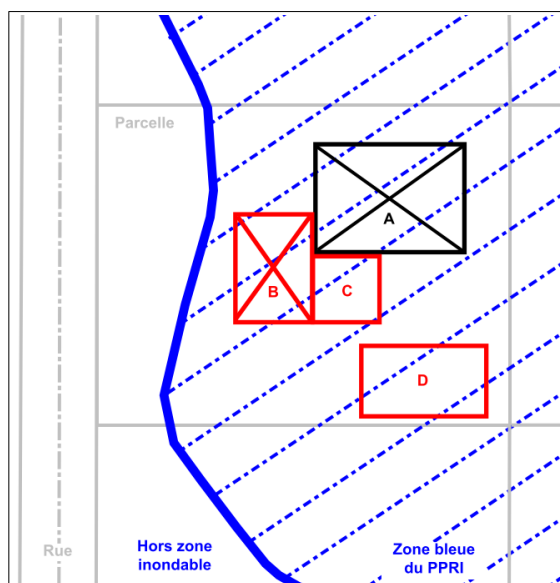 Parcelle
A
B
C
D
Rue
Hors zone
inondable
Zone bleue
du PPRI